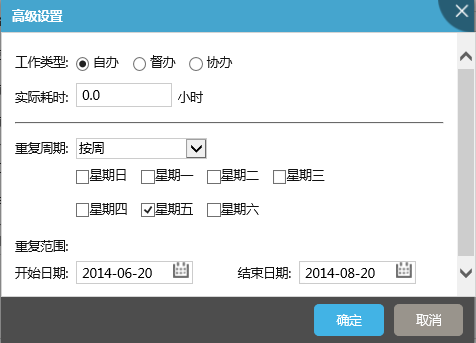 高级设置
工作类型: 自办 督办 协办
实际耗时: 0.0 小时
重复周期: 按周
星期日 星期一 星期二 星期三
星期四 星期五 星期六
重复范围:
开始日期: 2014-06-20 结束日期: 2014-08-20
确定 取消